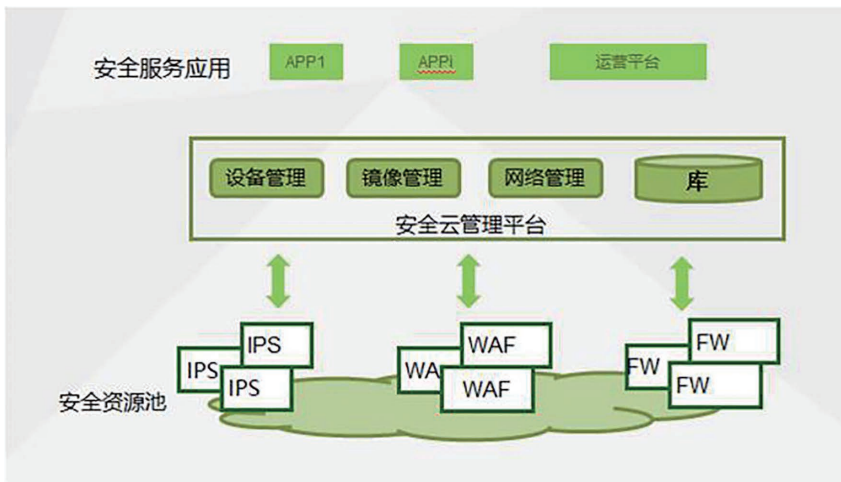 安全服务应用 APP1 APPi 运营平台
设备管理 镜像管理 网络管理 库
安全云管理平台
IPS WAF FW
IPS WA FW
IPS WAF FW
安全资源池